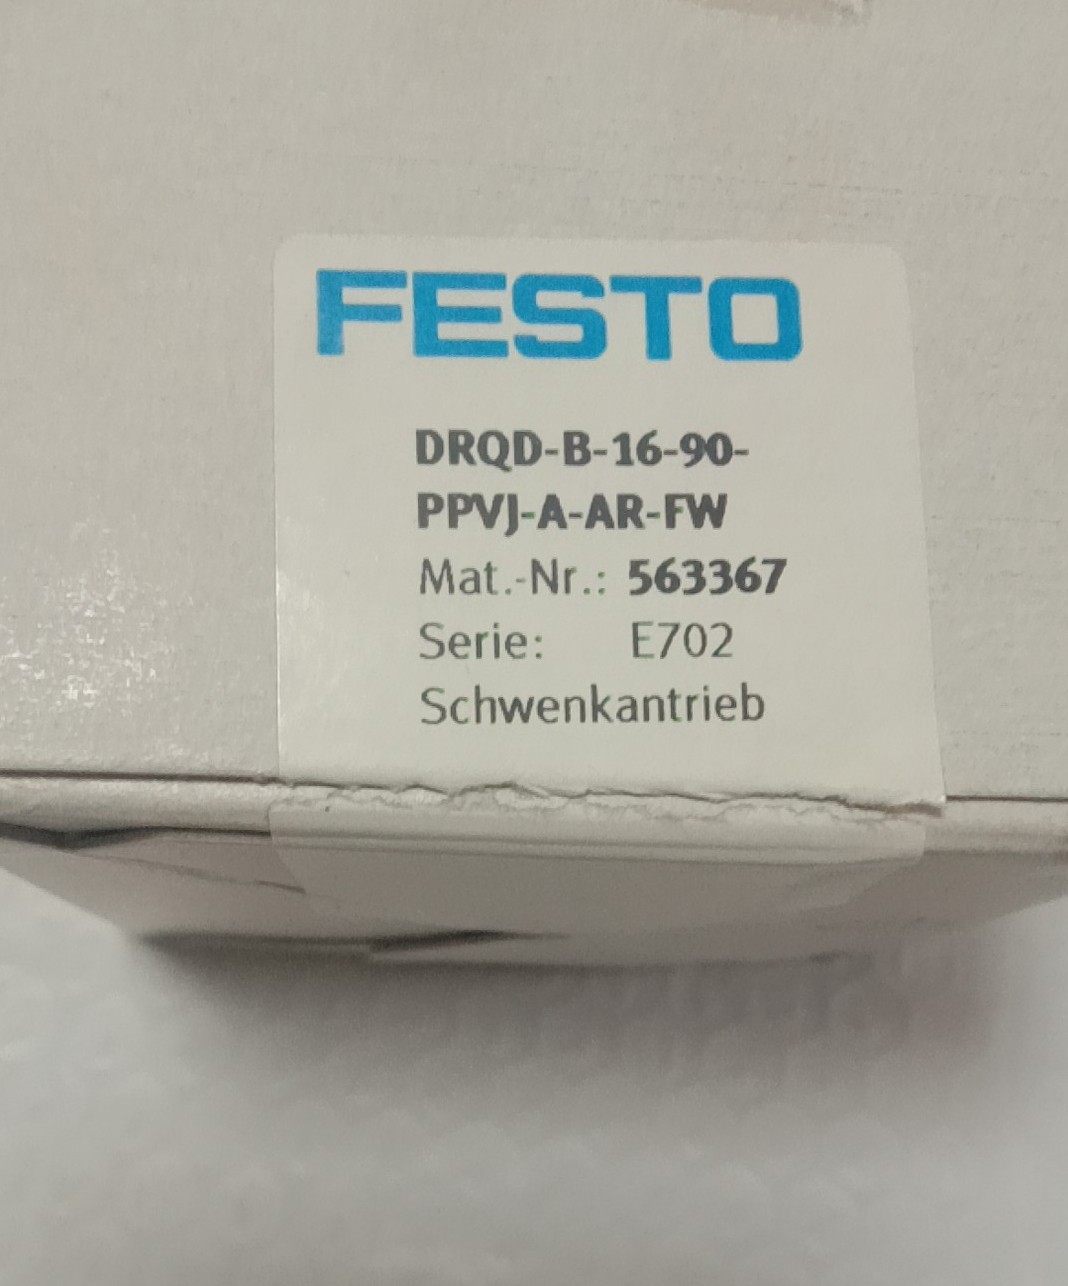 FESTO
DRQD-B-16-90-
PPVJ-A-AR-FW
Mat.-Nr.: 563367
Serie: E702
Schwenkantrieb